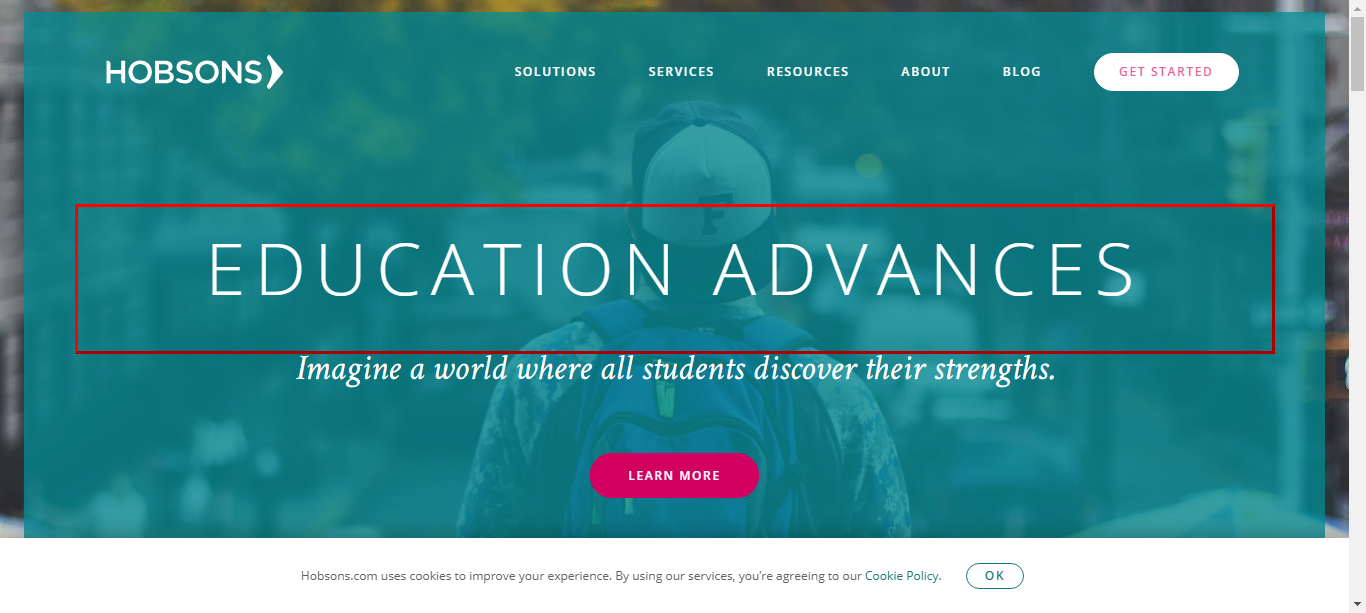 HOBSONS
SOLUTIONS SERVICES RESOURCES ABOUT BLOG GET STARTED
F
EDUCATION ADVANCES
Imagine a world where all students discover their strengths.
LEARN MORE
Hobsons.com uses cookies to improve your experience. By using our services, you’re agreeing to our Cookie Policy. OK